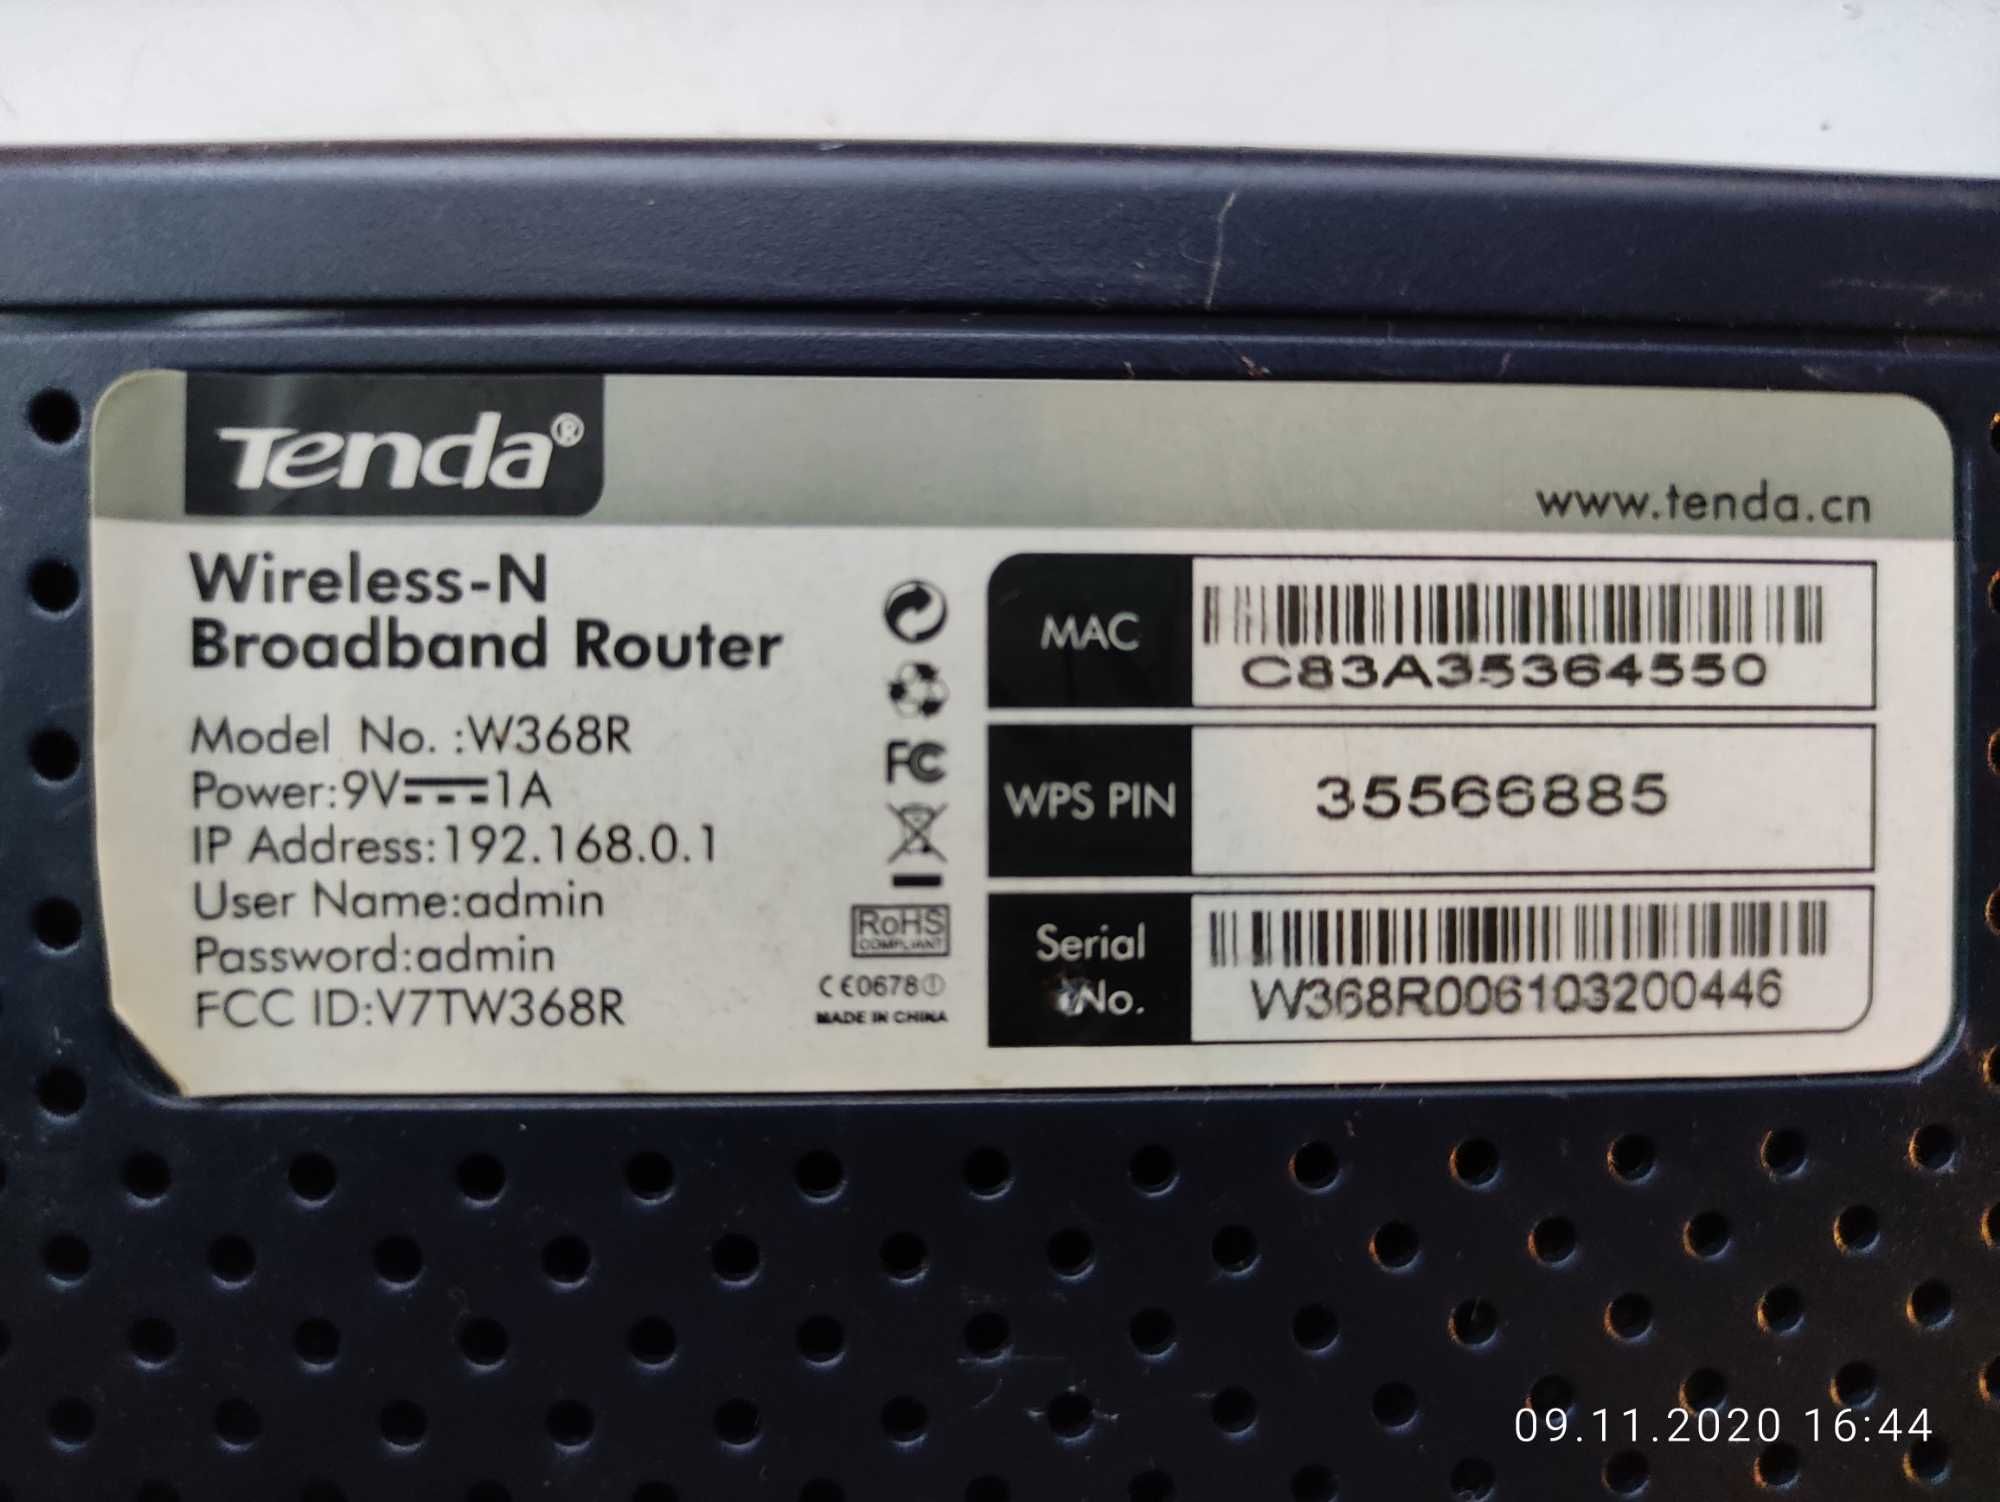 Tenda®
www.tenda.cn
Wireless-N
Broadband Router
Model No. :W368R
Power:9V⎓1A
IP Address:192.168.0.1
User Name:admin
Password:admin
FCC ID:V7TW368R
FC
RoHS
COMPLIANT
CE0678
MADE IN CHINA
MAC
C83A35364550
WPS PIN
35566885
Serial
No.
W368R006103200446
09.11.2020 16:44